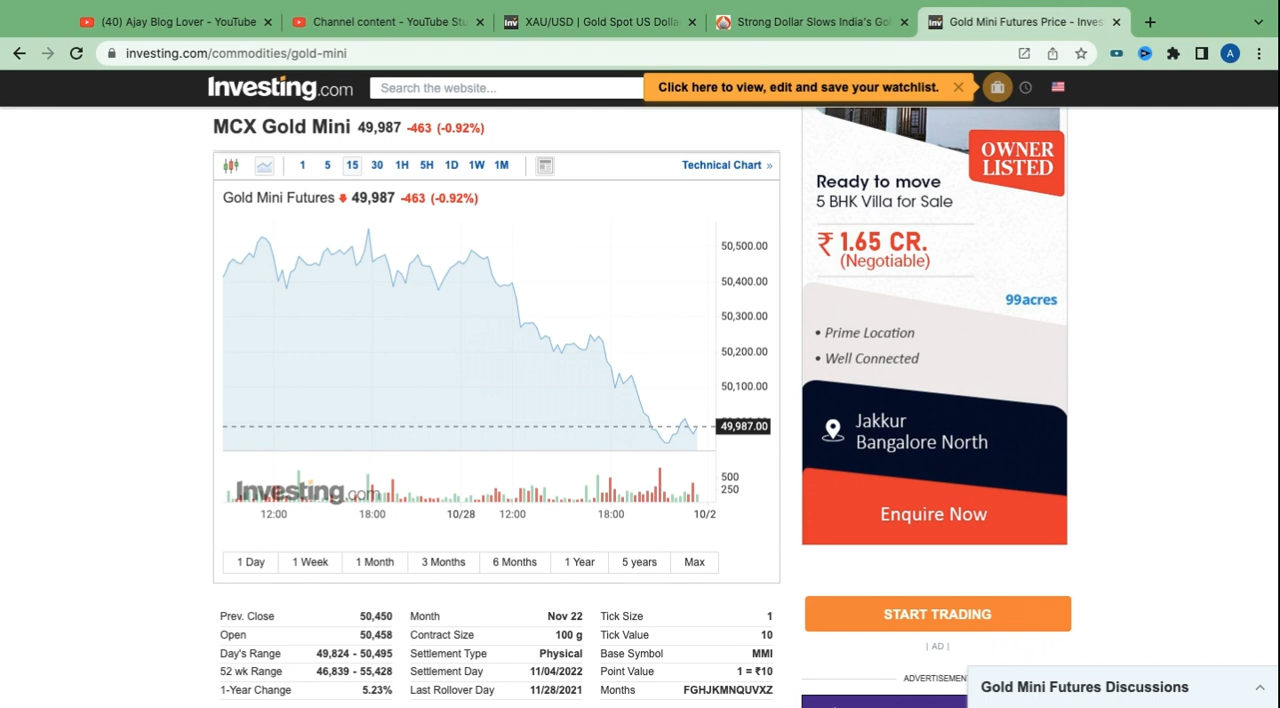 (40) Ajay Blog Lover - YouTube
Channel content - YouTube Stu
XAU/USD | Gold Spot US Dolla
Strong Dollar Slows India's Gol
Gold Mini Futures Price - Inves
investing.com/commodities/gold-mini
A
Investing.com
Search the website...
Click here to view, edit and save your watchlist.
MCX Gold Mini 49,987 -463 (-0.92%)
1 5 15 30 1H 5H 1D 1W 1M
Technical Chart »
Gold Mini Futures 49,987 -463 (-0.92%)
50,500.00
50,400.00
50,300.00
50,200.00
50,100.00
49,987.00
500
250
Investing.com
12:00 18:00 10/28 12:00 18:00 10/2
1 Day 1 Week 1 Month 3 Months 6 Months 1 Year 5 years Max
Prev. Close 50,450 Month Nov 22 Tick Size 1
Open 50,458 Contract Size 100 g Tick Value 10
Day's Range 49,824 - 50,495 Settlement Type Physical Base Symbol MMI
52 wk Range 46,839 - 55,428 Settlement Day 11/04/2022 Point Value 1 = ₹10
1-Year Change 5.23% Last Rollover Day 11/28/2021 Months FGHJKMNQUVXZ
OWNER
LISTED
Ready to move
5 BHK Villa for Sale
₹ 1.65 CR.
(Negotiable)
99acres
• Prime Location
• Well Connected
Jakkur
Bangalore North
Enquire Now
START TRADING
| AD |
ADVERTISEMEN
Gold Mini Futures Discussions